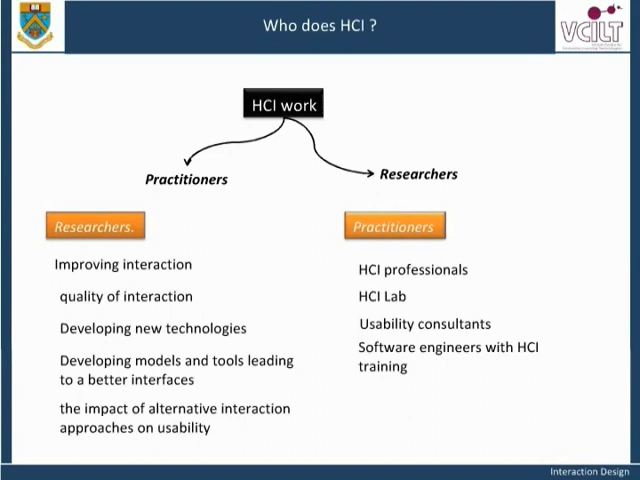 Who does HCI ?
VCILT
HCI work
Practitioners
Researchers
Researchers.
Improving interaction
quality of interaction
Developing new technologies
Developing models and tools leading
to a better interfaces
the impact of alternative interaction
approaches on usability
Practitioners
HCI professionals
HCI Lab
Usability consultants
Software engineers with HCI
training
Interaction Design